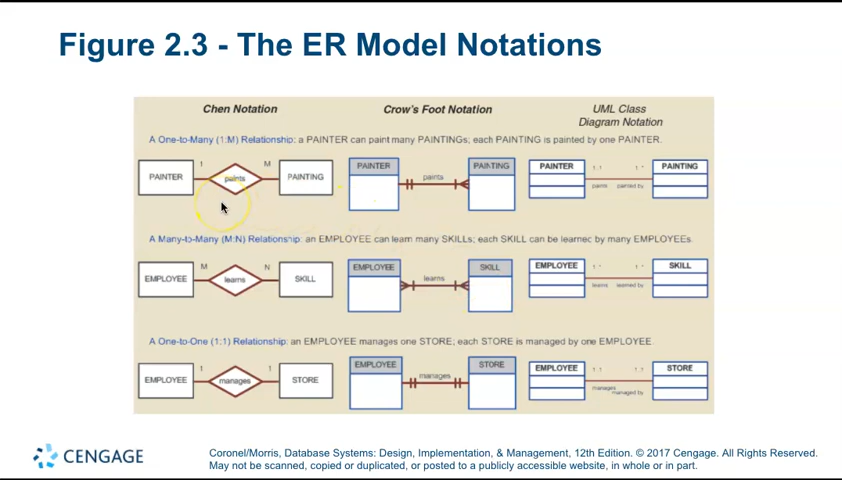 Figure 2.3 - The ER Model Notations
Chen Notation
Crow's Foot Notation
UML Class
Diagram Notation
A One-to-Many (1:M) Relationship: a PAINTER can paint many PAINTINGs; each PAINTING is painted by one PAINTER.
PAINTER
1
paints
M
PAINTING
PAINTER
paints
PAINTING
PAINTER
paints
painted by
PAINTING
A Many-to-Many (M:N) Relationship: an EMPLOYEE can learn many SKILLs; each SKILL can be learned by many EMPLOYEEs.
EMPLOYEE
M
learns
N
SKILL
EMPLOYEE
learns
SKILL
EMPLOYEE
learns
learned by
SKILL
A One-to-One (1:1) Relationship: an EMPLOYEE manages one STORE; each STORE is managed by one EMPLOYEE.
EMPLOYEE
1
manages
1
STORE
EMPLOYEE
manages
STORE
EMPLOYEE
manages
managed by
STORE
CENGAGE
Coronel/Morris, Database Systems: Design, Implementation, & Management, 12th Edition. © 2017 Cengage. All Rights Reserved.
May not be scanned, copied or duplicated, or posted to a publicly accessible website, in whole or in part.